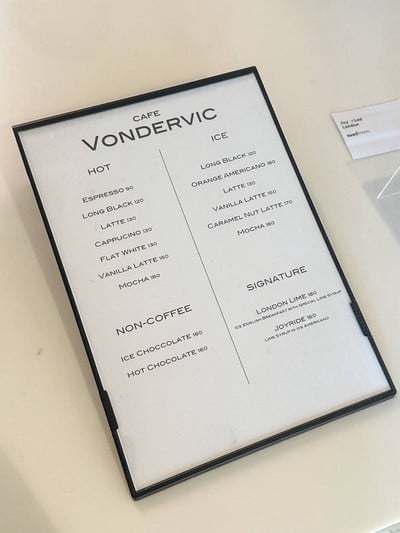 CAFE
VONDERVIC
HOT
ESPRESSO 90
LONG BLACK 120
LATTE 130
CAPPUCINO 130
FLAT WHITE 130
VANILLA LATTE 150
MOCHA 180
NON-COFFEE
ICE CHOCCOLATE 160
HOT CHOCOLATE 160
ICE
LONG BLACK 120
ORANGE AMERICANO 180
LATTE 130
VANILLA LATTE 150
CARAMEL NUT LATTE 170
MOCHA 180
SIGNATURE
LONDON LIME 180
ICE ENGLISH BREAKFAST WITH SPECIAL LIME SYRUP
JOYRIDE 180
LIME SYRUP IN ICE AMERICANO
London